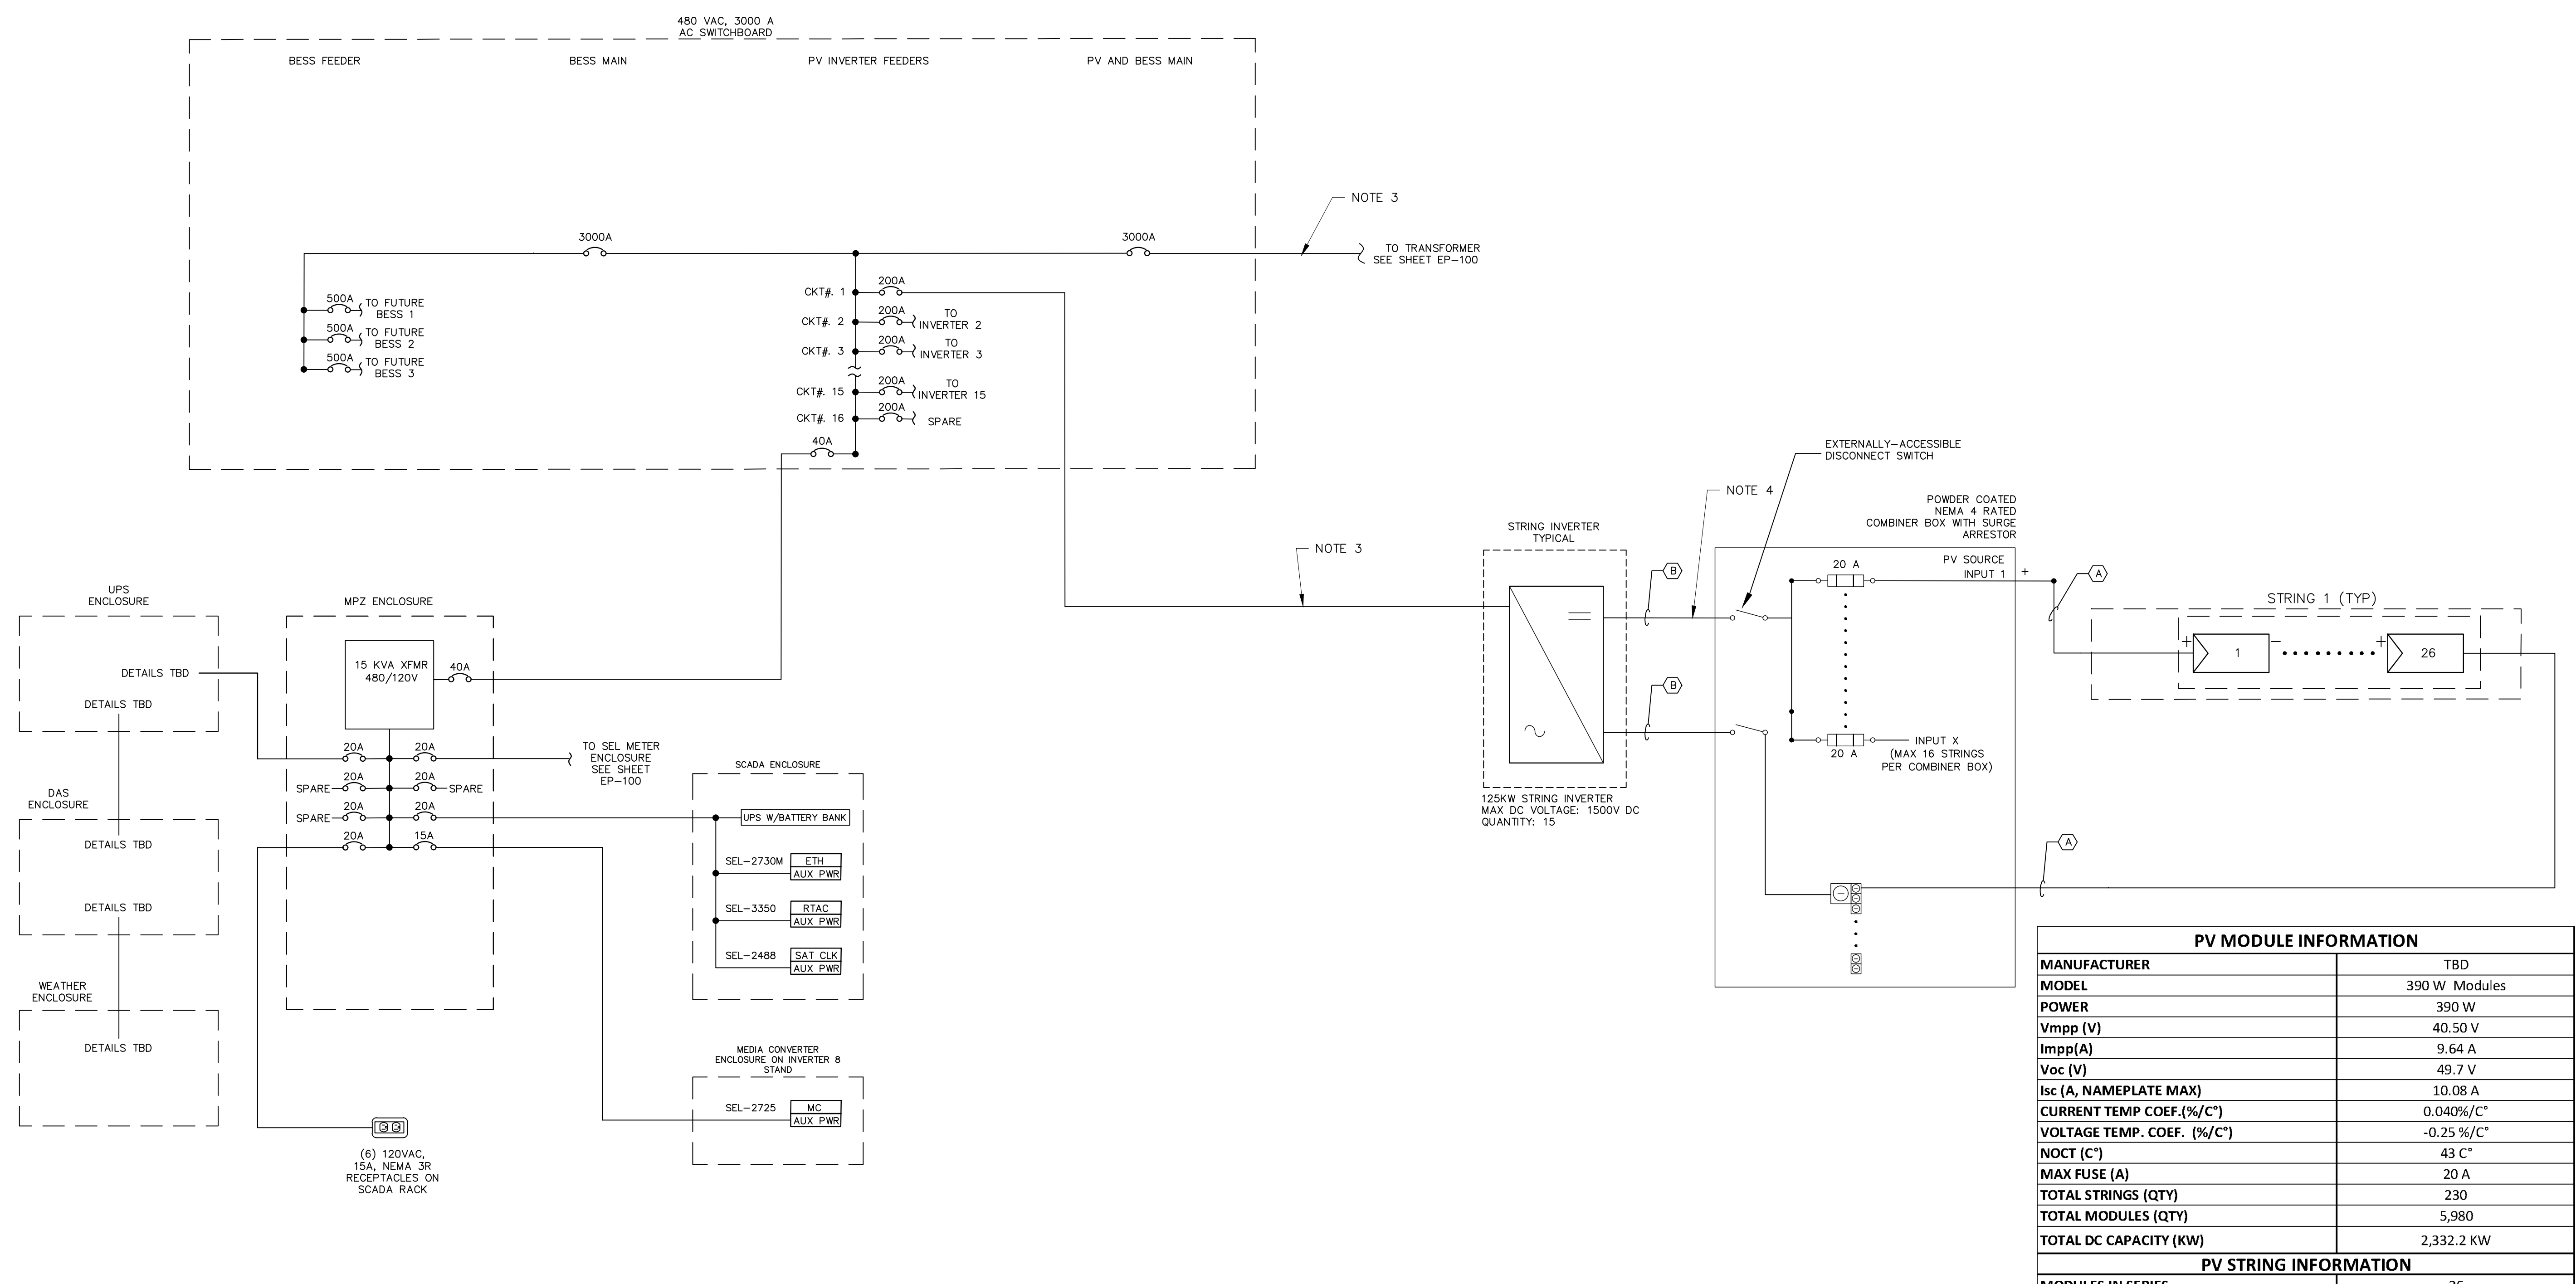 480 VAC, 3000 A
AC SWITCHBOARD
BESS FEEDER
BESS MAIN
PV INVERTER FEEDERS
PV AND BESS MAIN
NOTE 3
3000A
3000A
TO TRANSFORMER
SEE SHEET EP-100
500A
TO FUTURE
BESS 1
500A
TO FUTURE
BESS 2
500A
TO FUTURE
BESS 3
CKT#. 1
200A
CKT#. 2
200A
TO
INVERTER 2
CKT#. 3
200A
TO
INVERTER 3
CKT#. 15
200A
TO
INVERTER 15
CKT#. 16
200A
SPARE
40A
EXTERNALLY-ACCESSIBLE
DISCONNECT SWITCH
NOTE 4
POWDER COATED
NEMA 4 RATED
COMBINER BOX WITH SURGE
ARRESTOR
STRING INVERTER
TYPICAL
NOTE 3
B
20 A
PV SOURCE
INPUT 1
+
A
STRING 1 (TYP)
+
1
-
+
26
B
20 A
INPUT X
(MAX 16 STRINGS
PER COMBINER BOX)
125KW STRING INVERTER
MAX DC VOLTAGE: 1500V DC
QUANTITY: 15
A
UPS
ENCLOSURE
DETAILS TBD
DETAILS TBD
MPZ ENCLOSURE
15 KVA XFMR
480/120V
40A
20A
20A
TO SEL METER
ENCLOSURE
SEE SHEET
EP-100
SPARE
20A
20A
SPARE
SPARE
20A
20A
20A
15A
DAS
ENCLOSURE
DETAILS TBD
DETAILS TBD
WEATHER
ENCLOSURE
DETAILS TBD
SCADA ENCLOSURE
UPS W/BATTERY BANK
SEL-2730M
ETH
AUX PWR
SEL-3350
RTAC
AUX PWR
SEL-2488
SAT CLK
AUX PWR
MEDIA CONVERTER
ENCLOSURE ON INVERTER 8
STAND
SEL-2725
MC
AUX PWR
(6) 120VAC,
15A, NEMA 3R
RECEPTACLES ON
SCADA RACK
PV MODULE INFORMATION
MANUFACTURER TBD
MODEL 390 W Modules
POWER 390 W
Vmpp (V) 40.50 V
Impp(A) 9.64 A
Voc (V) 49.7 V
Isc (A, NAMEPLATE MAX) 10.08 A
CURRENT TEMP COEF.(%/C°) 0.040%/C°
VOLTAGE TEMP. COEF. (%/C°) -0.25 %/C°
NOCT (C°) 43 C°
MAX FUSE (A) 20 A
TOTAL STRINGS (QTY) 230
TOTAL MODULES (QTY) 5,980
TOTAL DC CAPACITY (KW) 2,332.2 KW
PV STRING INFORMATION